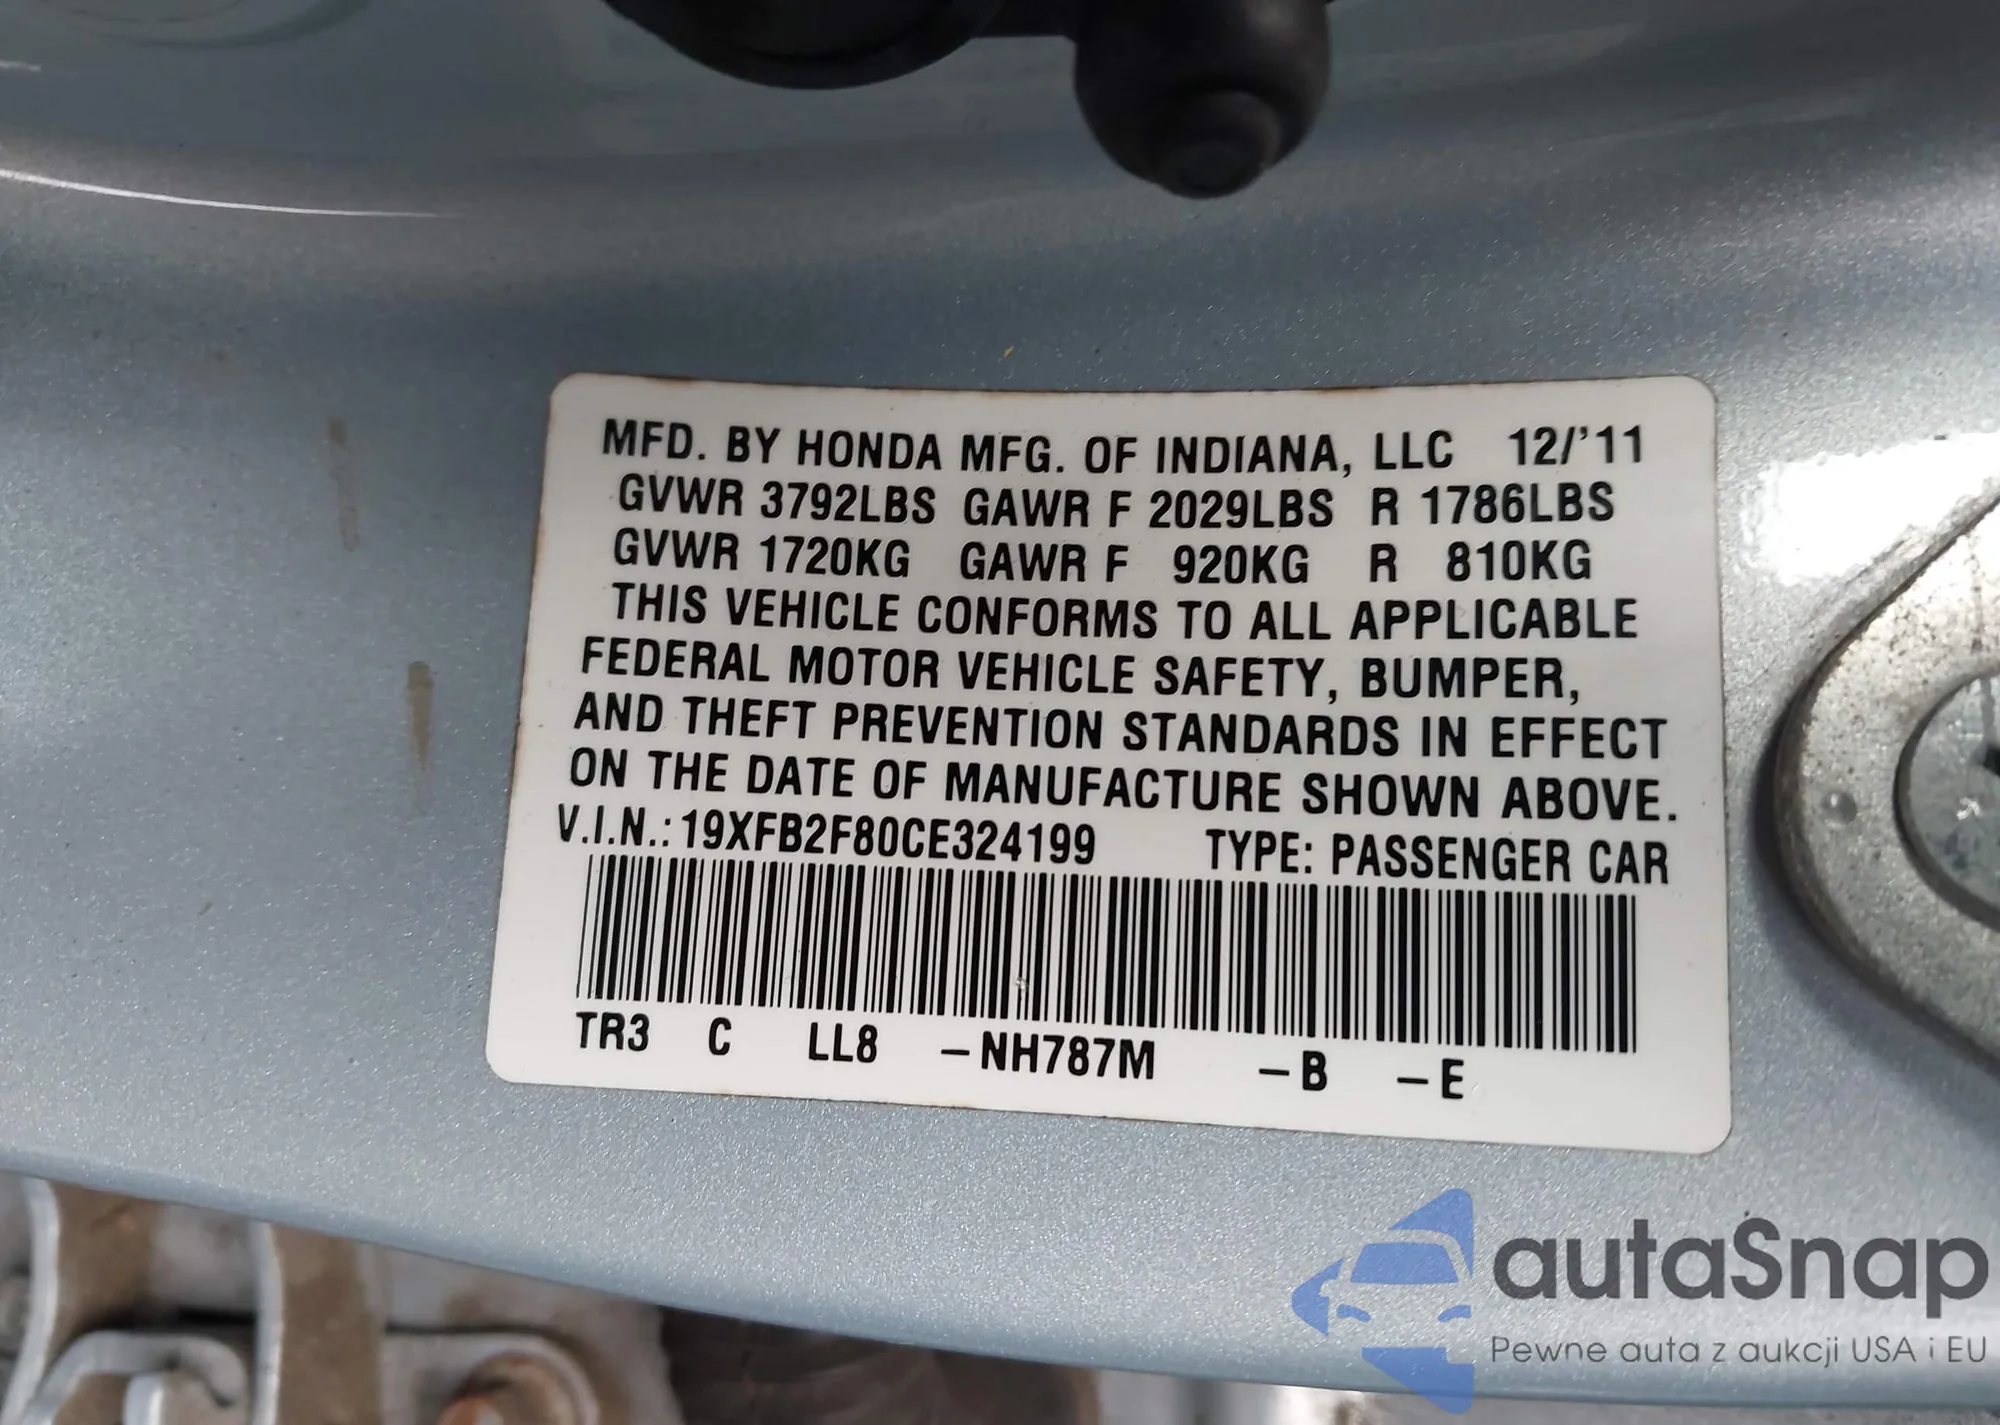 MFD. BY HONDA MFG. OF INDIANA, LLC 12/'11
GVWR 3792LBS GAWR F 2029LBS R 1786LBS
GVWR 1720KG GAWR F 920KG R 810KG
THIS VEHICLE CONFORMS TO ALL APPLICABLE
FEDERAL MOTOR VEHICLE SAFETY, BUMPER,
AND THEFT PREVENTION STANDARDS IN EFFECT
ON THE DATE OF MANUFACTURE SHOWN ABOVE.
V.I.N.: 19XFB2F80CE324199 TYPE: PASSENGER CAR
TR3 C LL8 –NH787M –B –E
autaSnap
Pewne auta z aukcji USA i EU